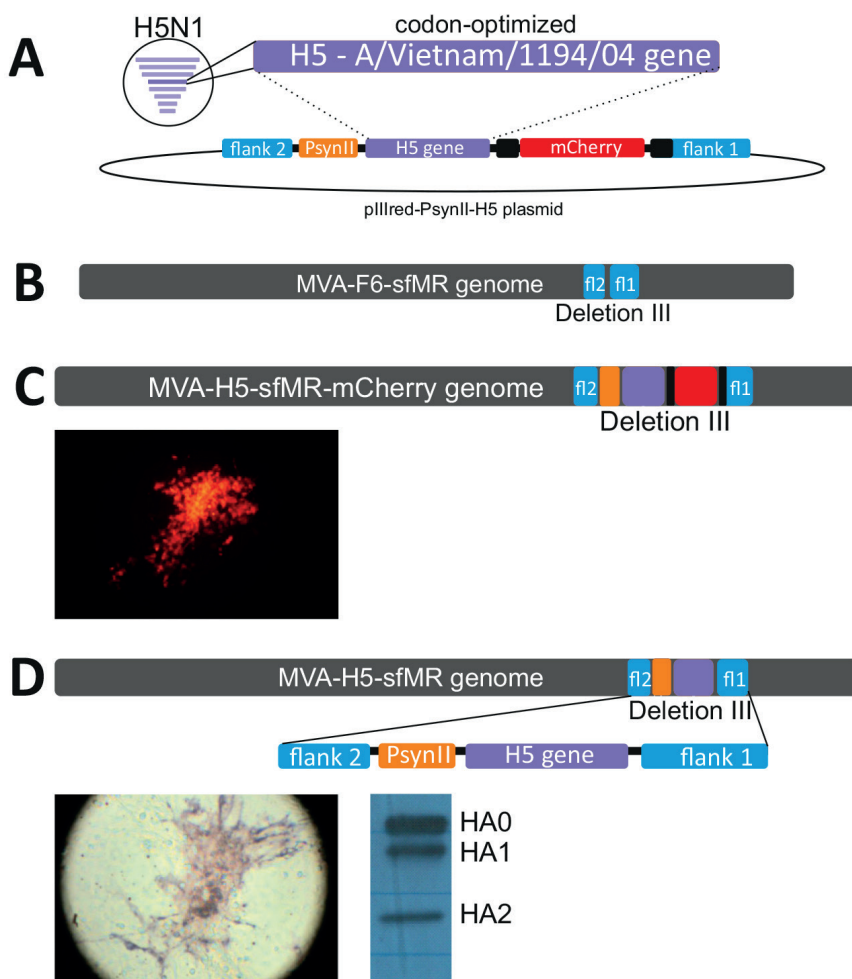 A
H5N1
codon-optimized
H5 - A/Vietnam/1194/04 gene
flank 2
PsynII
H5 gene
mCherry
flank 1
pIIIred-PsynII-H5 plasmid
B
MVA-F6-sfMR genome
fl2
fl1
Deletion III
C
MVA-H5-sfMR-mCherry genome
fl2
fl1
Deletion III
D
MVA-H5-sfMR genome
fl2
fl1
Deletion III
flank 2
PsynII
H5 gene
flank 1
HA0
HA1
HA2